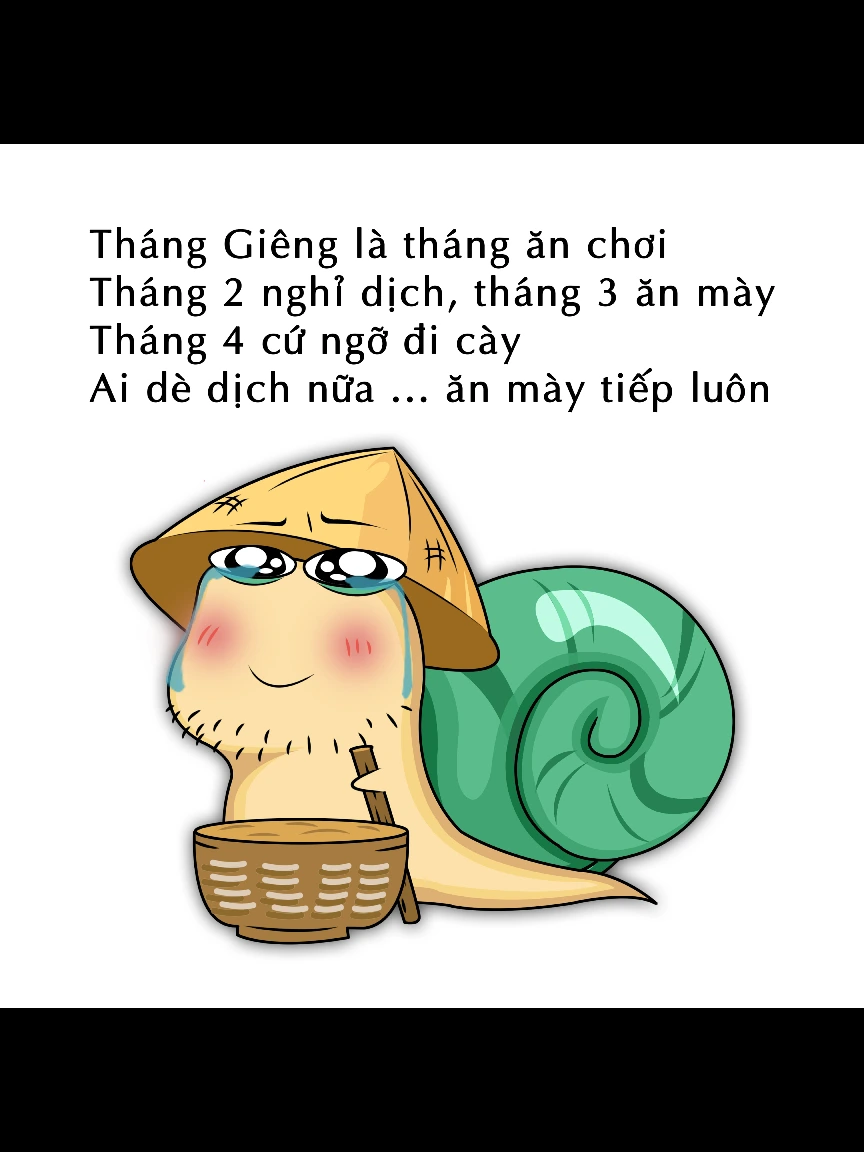 Tháng Giêng là tháng ăn chơi
Tháng 2 nghỉ dịch, tháng 3 ăn mày
Tháng 4 cứ ngỡ đi cày
Ai dè dịch nữa ... ăn mày tiếp luôn